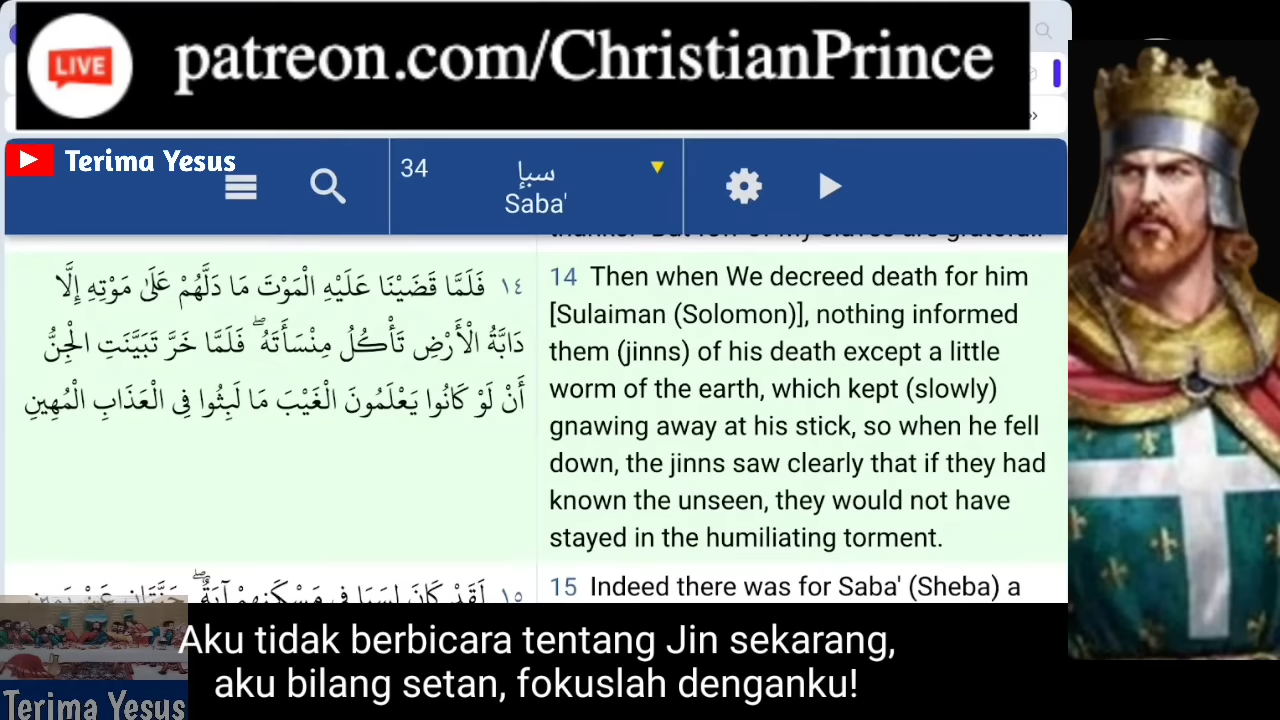 LIVE
patreon.com/ChristianPrince
Terima Yesus
34
سبإ
Saba'
١٤ فَلَمَّا قَضَيْنَا عَلَيْهِ الْمَوْتَ مَا دَلَّهُمْ عَلَىٰ مَوْتِهِ إِلَّا
دَابَّةُ الْأَرْضِ تَأْكُلُ مِنْسَأَتَهُ ۖ فَلَمَّا خَرَّ تَبَيَّنَتِ الْجِنُّ
أَنْ لَوْ كَانُوا يَعْلَمُونَ الْغَيْبَ مَا لَبِثُوا فِي الْعَذَابِ الْمُهِينِ
14 Then when We decreed death for him
[Sulaiman (Solomon)], nothing informed
them (jinns) of his death except a little
worm of the earth, which kept (slowly)
gnawing away at his stick, so when he fell
down, the jinns saw clearly that if they had
known the unseen, they would not have
stayed in the humiliating torment.
١٥ لَقَدْ كَانَ لِسَبَإٍ فِي مَسْكَنِهِمْ آيَةٌ ۖ جَنَّتَانِ عَنْ يَمِينٍ
15 Indeed there was for Saba' (Sheba) a
Aku tidak berbicara tentang Jin sekarang,
aku bilang setan, fokuslah denganku!
Terima Yesus